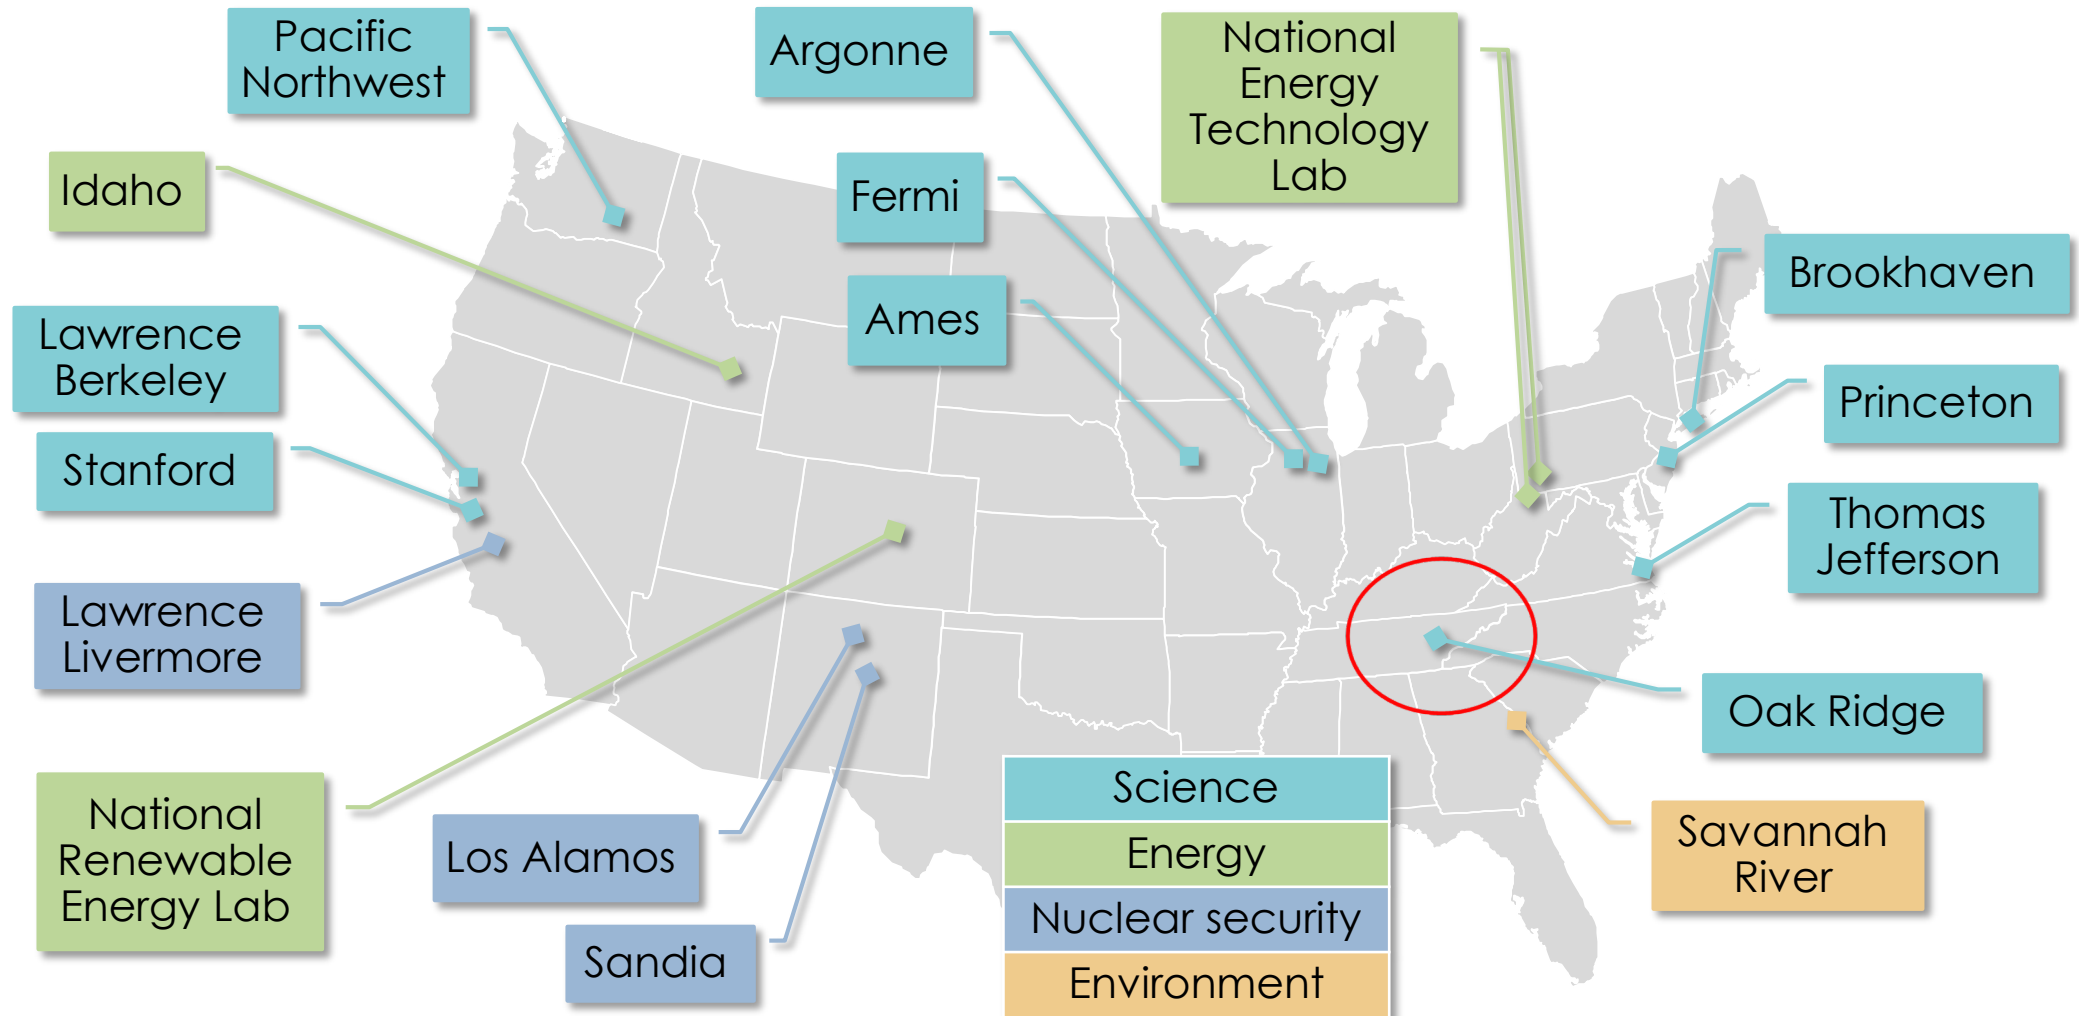 Pacific
Northwest
Argonne
National
Energy
Technology
Lab
Idaho
Fermi
Brookhaven
Ames
Lawrence
Berkeley
Princeton
Stanford
Thomas
Jefferson
Lawrence
Livermore
Oak Ridge
National
Renewable
Energy Lab
Los Alamos
Sandia
Science
Energy
Nuclear security
Environment
Savannah
River